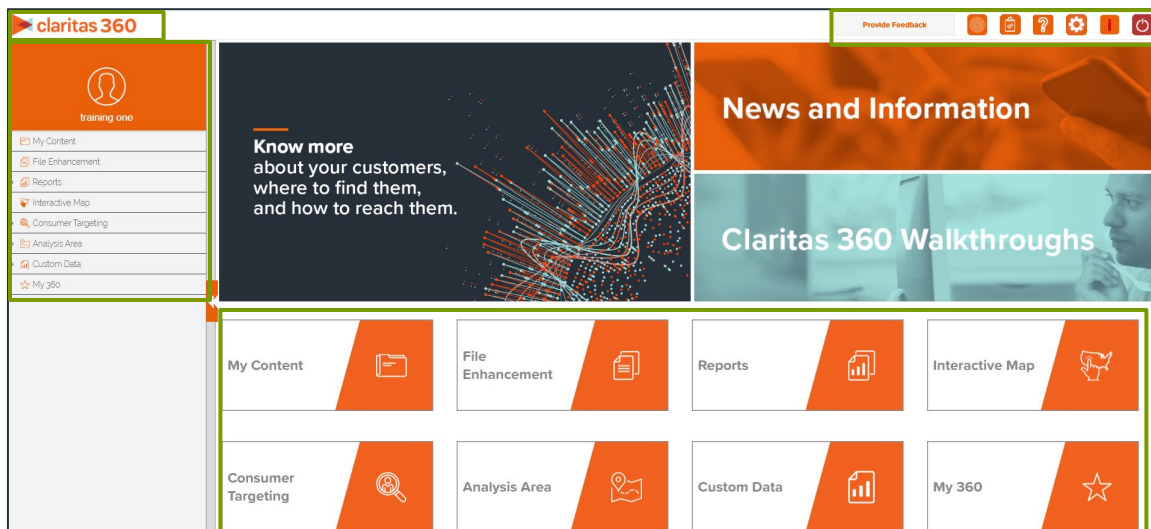 claritas 360
Provide Feedback
?
i
training one
My Content
File Enhancement
Reports
Interactive Map
Consumer Targeting
Analysis Area
Custom Data
My 360
Know more
about your customers,
where to find them,
and how to reach them.
News and Information
Claritas 360 Walkthroughs
My Content
File
Enhancement
Reports
Interactive Map
Consumer
Targeting
Analysis Area
Custom Data
My 360